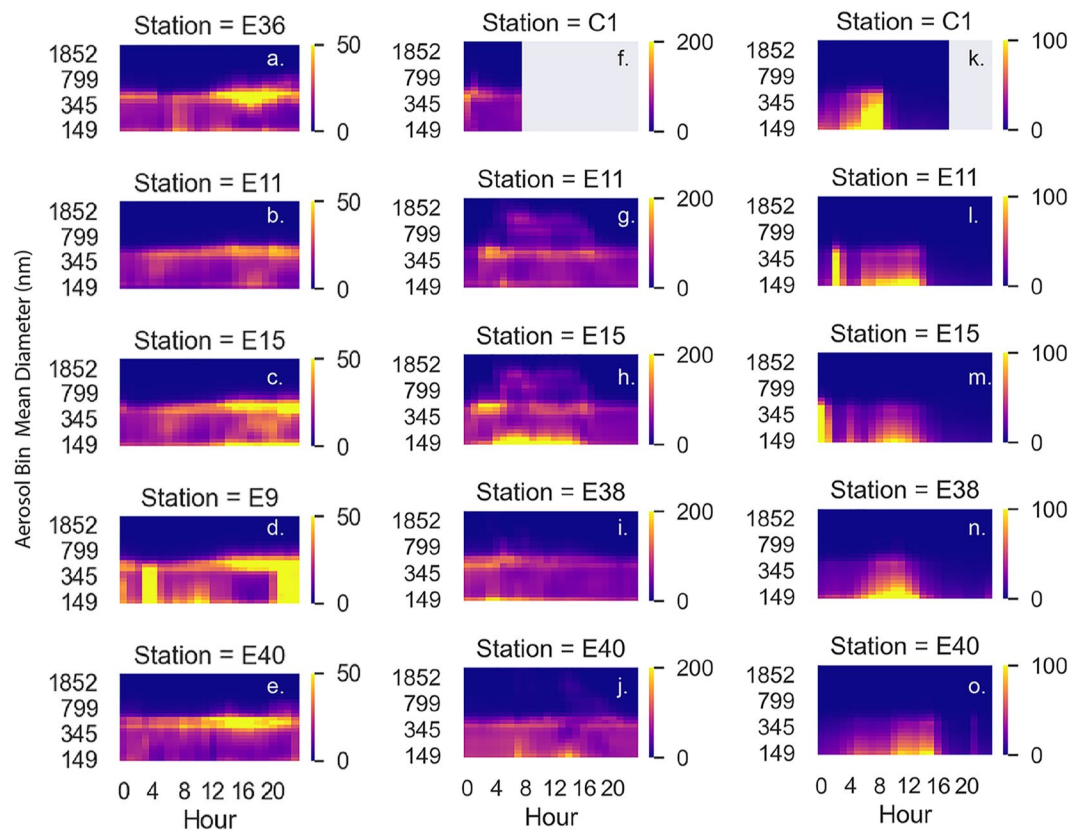 Station = E36
Station = C1
Station = C1
1852
799
345
149
a.
50
0
f.
200
0
1852
799
345
149
k.
100
0
Station = E11
Station = E11
Station = E11
1852
799
345
149
b.
50
0
1852
799
345
149
g.
200
0
1852
799
345
149
l.
100
0
Aerosol Bin Mean Diameter (nm)
Station = E15
Station = E15
Station = E15
1852
799
345
149
c.
50
0
1852
799
345
149
h.
200
0
1852
799
345
149
m.
100
0
Station = E9
Station = E38
Station = E38
1852
799
345
149
d.
50
0
1852
799
345
149
i.
200
0
1852
799
345
149
n.
100
0
Station = E40
Station = E40
Station = E40
1852
799
345
149
e.
50
0
1852
799
345
149
j.
200
0
1852
799
345
149
o.
100
0
0 4 8 12 16 20
Hour
0 4 8 12 16 20
Hour
0 4 8 12 16 20
Hour